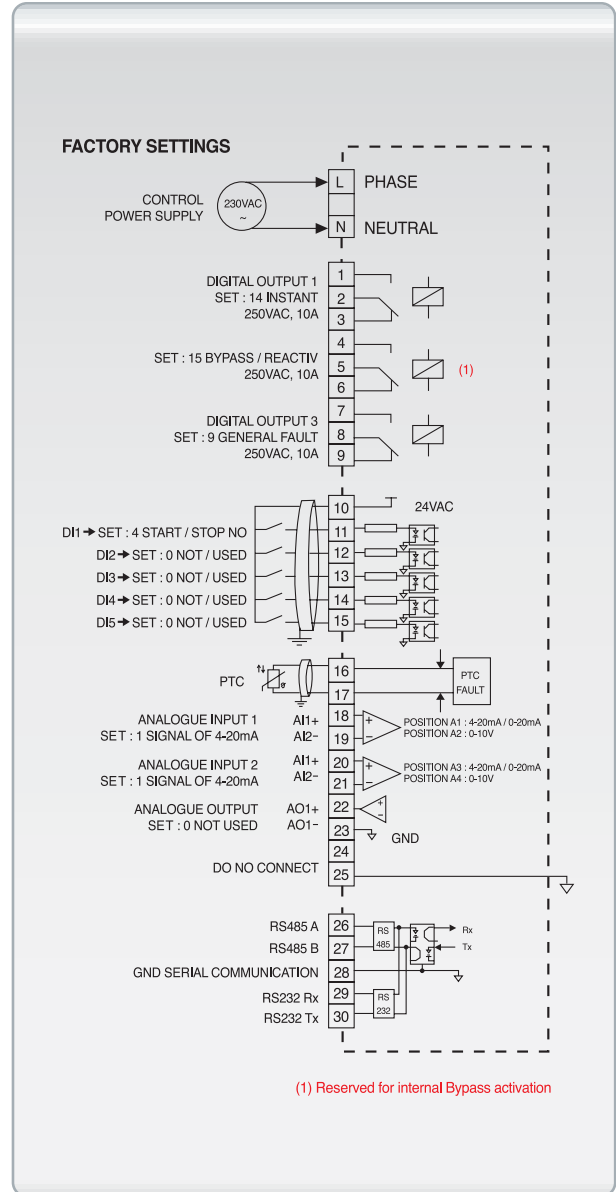 FACTORY SETTINGS
CONTROL
POWER SUPPLY
230VAC
~
L PHASE
N NEUTRAL
DIGITAL OUTPUT 1
SET : 14 INSTANT
250VAC, 10A
1
2
3
SET : 15 BYPASS / REACTIV
250VAC, 10A
4
5
6
(1)
DIGITAL OUTPUT 3
SET : 9 GENERAL FAULT
250VAC, 10A
7
8
9
10 24VAC
DI1➔ SET : 4 START / STOP NO 11
DI2➔ SET : 0 NOT / USED 12
DI3➔ SET : 0 NOT / USED 13
DI4➔ SET : 0 NOT / USED 14
DI5➔ SET : 0 NOT / USED 15
PTC
16
17
PTC
FAULT
ANALOGUE INPUT 1 AI1+ 18 + POSITION A1 : 4-20mA / 0-20mA
SET : 1 SIGNAL OF 4-20mA AI2- 19 - POSITION A2 : 0-10V
ANALOGUE INPUT 2 AI1+ 20 + POSITION A3 : 4-20mA / 0-20mA
SET : 1 SIGNAL OF 4-20mA AI2- 21 - POSITION A4 : 0-10V
ANALOGUE OUTPUT AO1+ 22 + -
SET : 0 NOT USED AO1- 23 GND
24
DO NO CONNECT 25
RS485 A 26 RS Rx
RS485 B 27 485 Tx
GND SERIAL COMMUNICATION 28
RS232 Rx 29 RS
RS232 Tx 30 232
(1) Reserved for internal Bypass activation